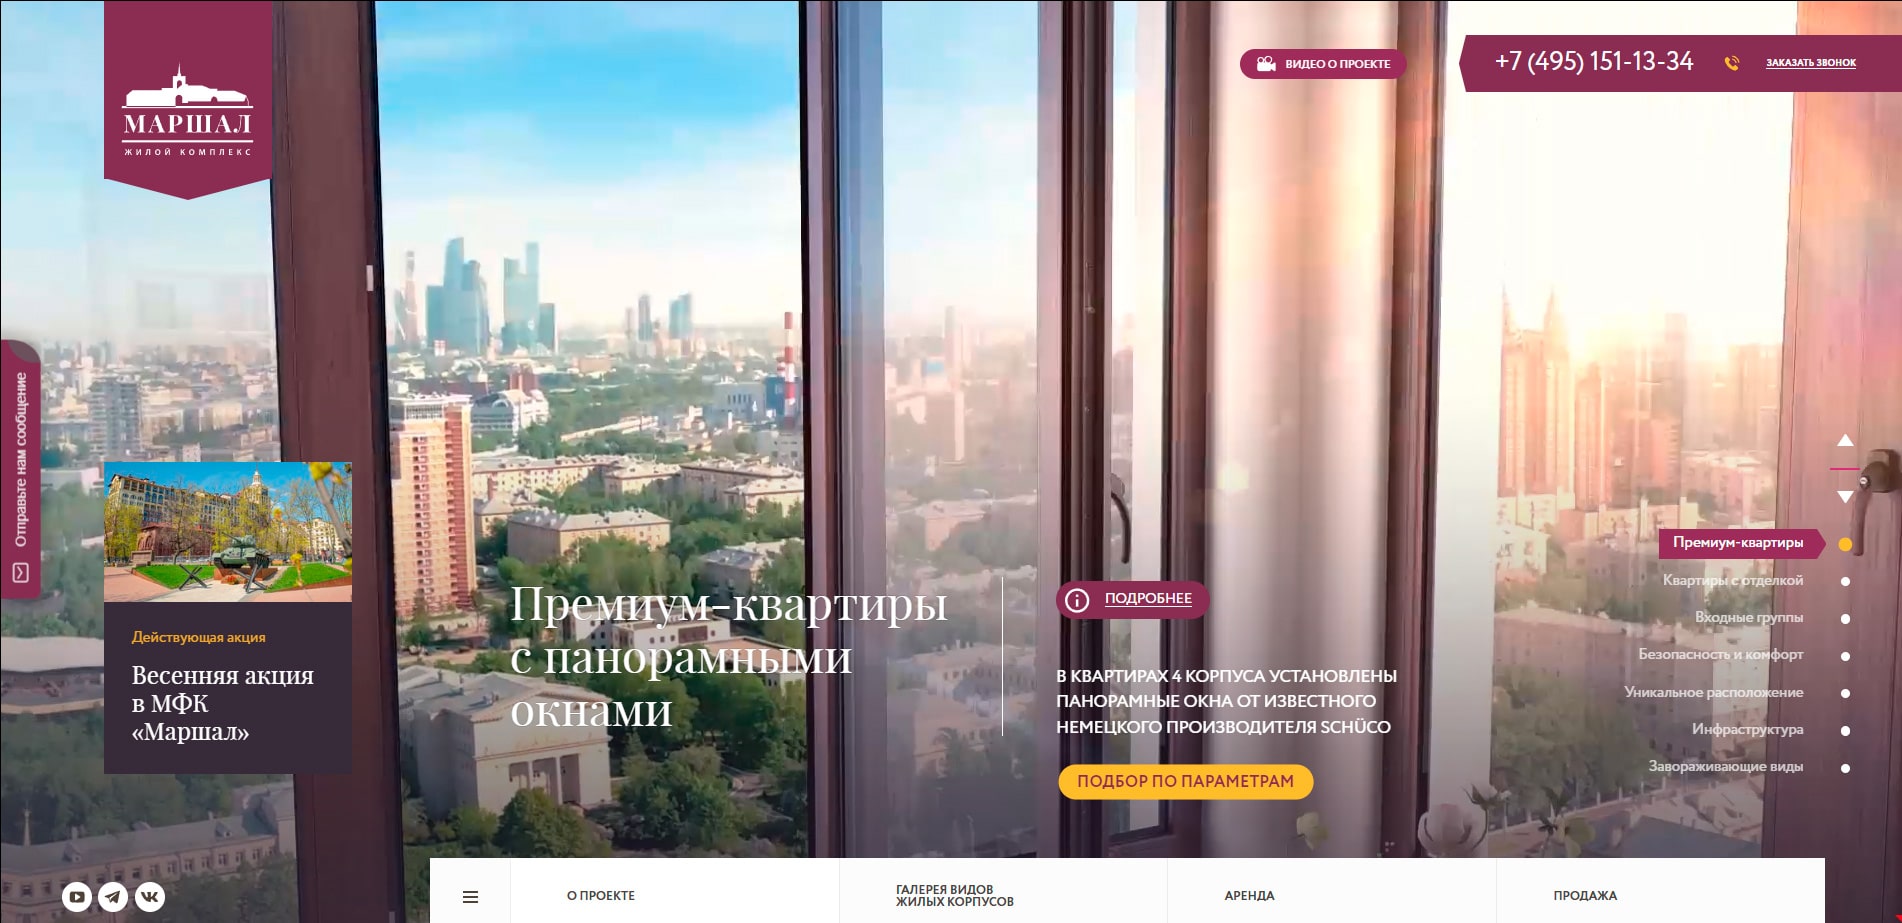 МАРШАЛ
ЖИЛОЙ КОМПЛЕКС
ВИДЕО О ПРОЕКТЕ
+7 (495) 151-13-34
ЗАКАЗАТЬ ЗВОНОК
Отправьте нам сообщение
Действующая акция
Весенняя акция
в МФК
«Маршал»
Премиум-квартиры
с панорамными
окнами
ПОДРОБНЕЕ
В КВАРТИРАХ 4 КОРПУСА УСТАНОВЛЕНЫ
ПАНОРАМНЫЕ ОКНА ОТ ИЗВЕСТНОГО
НЕМЕЦКОГО ПРОИЗВОДИТЕЛЯ SCHÜCO
ПОДБОР ПО ПАРАМЕТРАМ
Премиум-квартиры
Квартиры с отделкой
Входные группы
Безопасность и комфорт
Уникальное расположение
Инфраструктура
Завораживающие виды
О ПРОЕКТЕ
ГАЛЕРЕЯ ВИДОВ
ЖИЛЫХ КОРПУСОВ
АРЕНДА
ПРОДАЖА